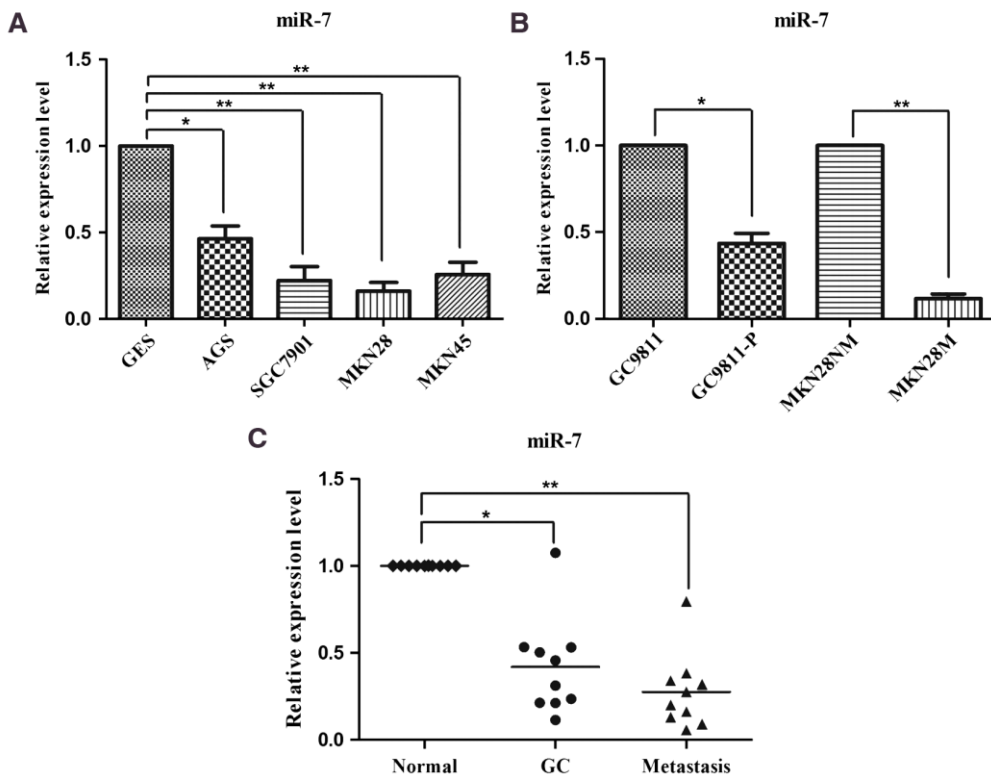 A
miR-7
Relative expression level
1.5
1.0
0.5
0.0
**
**
**
*
GES
AGS
SGC7901
MKN28
MKN45
B
miR-7
Relative expression level
1.5
1.0
0.5
0.0
*
**
GC9811
GC9811-P
MKN28NM
MKN28M
C
miR-7
Relative expression level
1.5
1.0
0.5
0.0
**
*
Normal
GC
Metastasis